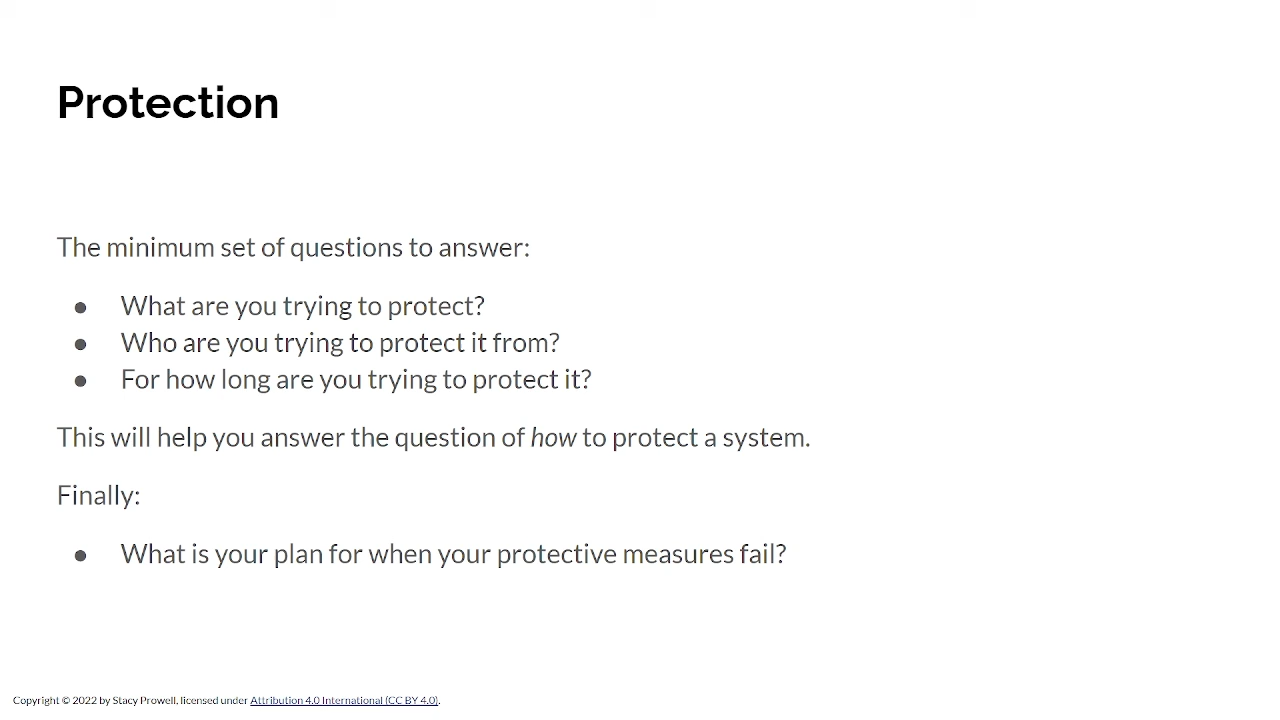 Protection
The minimum set of questions to answer:
● What are you trying to protect?
● Who are you trying to protect it from?
● For how long are you trying to protect it?
This will help you answer the question of how to protect a system.
Finally:
● What is your plan for when your protective measures fail?
Copyright © 2022 by Stacy Prowell, licensed under Attribution 4.0 International (CC BY 4.0).